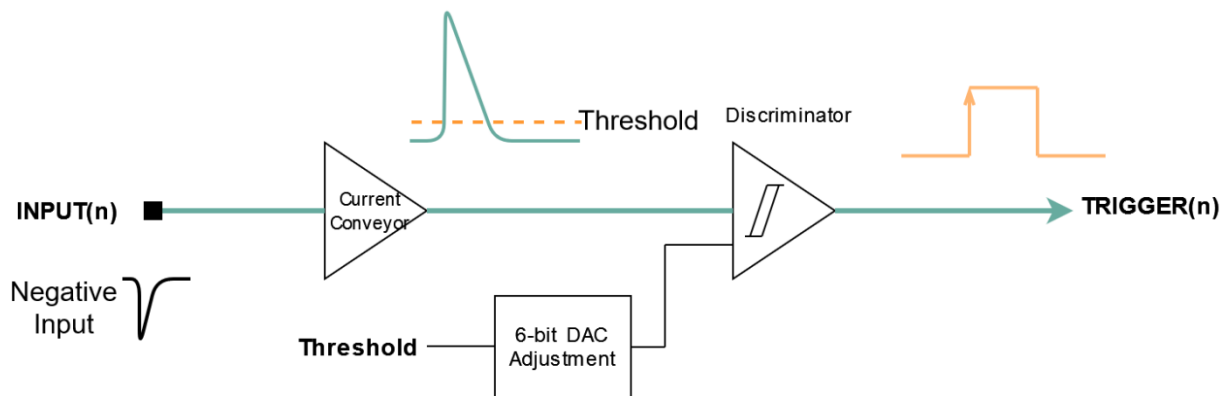 Threshold
Discriminator
INPUT(n)
Current
Conveyor
TRIGGER(n)
Negative
Input
Threshold
6-bit DAC
Adjustment